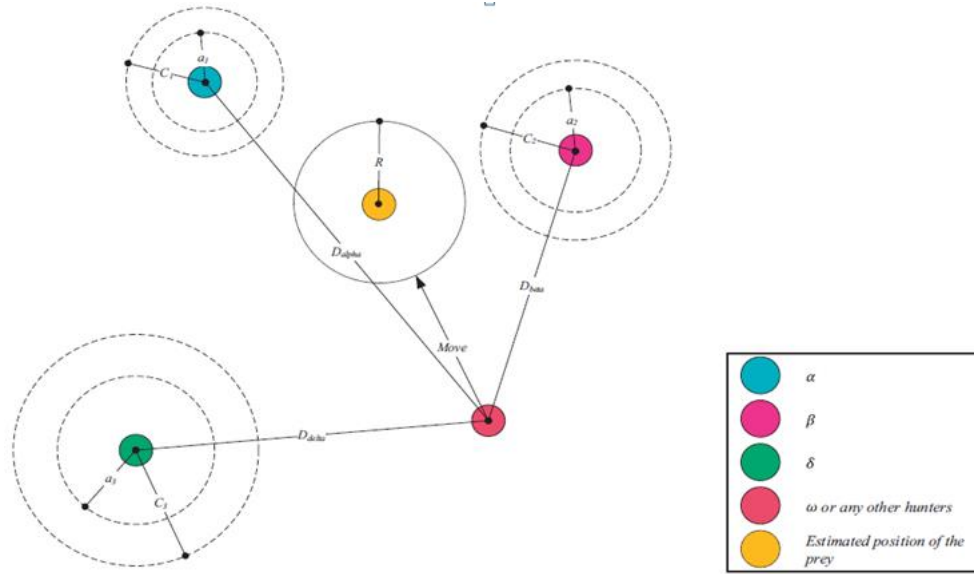 a1
C1
a2
C2
R
Dalpha
Dbeta
Move
Ddelta
a3
C3
α
β
δ
ω or any other hunters
Estimated position of the
prey